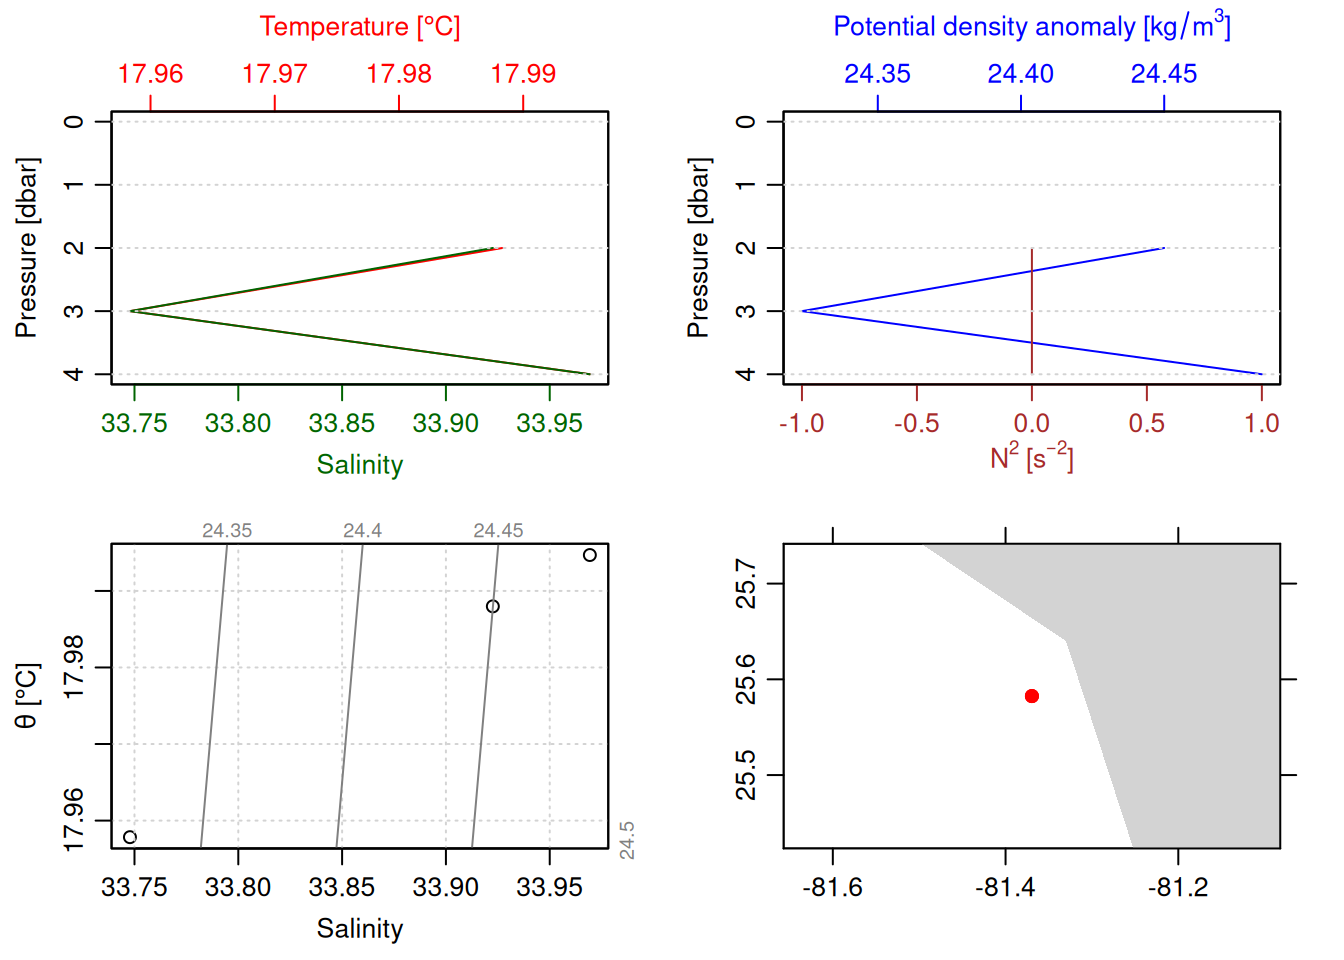 Temperature [°C]
17.96 17.97 17.98 17.99
Pressure [dbar]
0
1
2
3
4
33.75 33.80 33.85 33.90 33.95
Salinity
Potential density anomaly [kg/m³]
24.35 24.40 24.45
Pressure [dbar]
0
1
2
3
4
-1.0 -0.5 0.0 0.5 1.0
N² [s⁻²]
24.35 24.4 24.45
θ [°C]
17.98
17.96
24.5
33.75 33.80 33.85 33.90 33.95
Salinity
25.7
25.6
25.5
-81.6 -81.4 -81.2